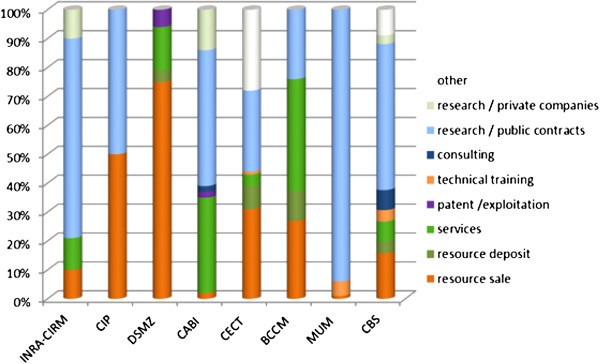 100%
90%
80%
70%
60%
50%
40%
30%
20%
10%
0%
other
research / private companies
research / public contracts
consulting
technical training
patent /exploitation
services
resource deposit
resource sale
INRA-CIRM
CIP
DSMZ
CABI
CECT
BCCM
MUM
CBS